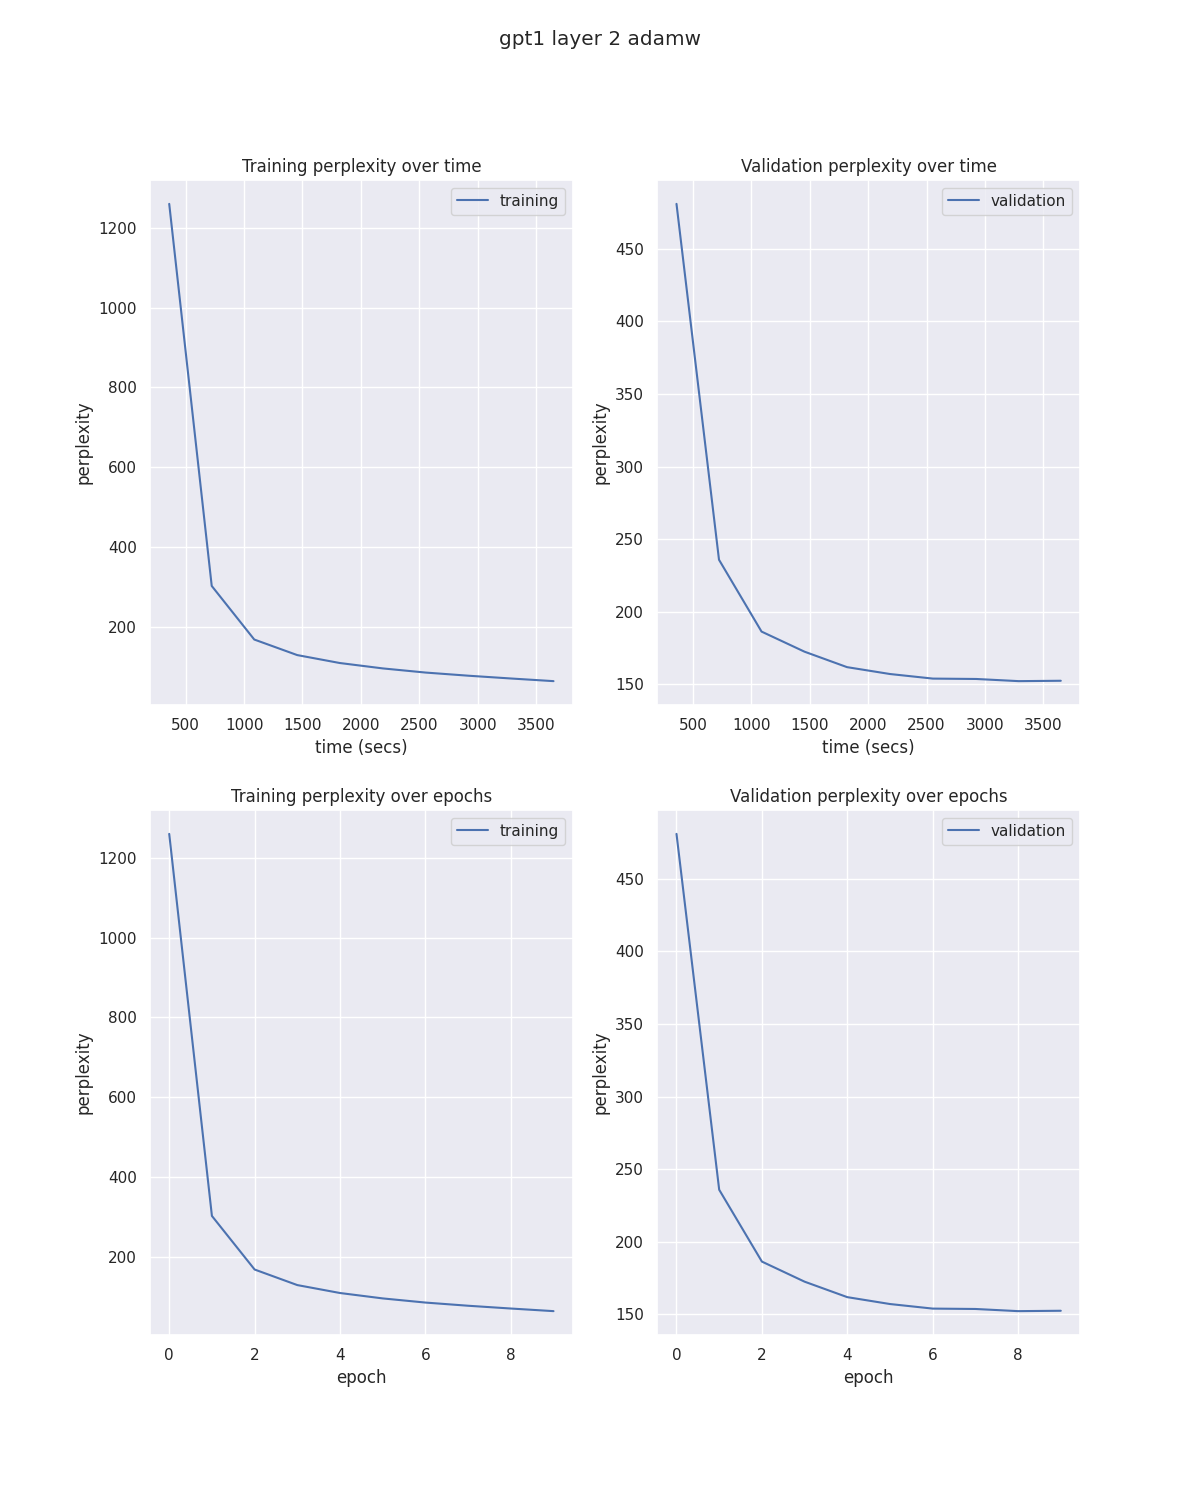 gpt1 layer 2 adamw
Training perplexity over time
training
1200
1000
800
600
400
200
perplexity
500 1000 1500 2000 2500 3000 3500
time (secs)
Validation perplexity over time
validation
450
400
350
300
250
200
150
perplexity
500 1000 1500 2000 2500 3000 3500
time (secs)
Training perplexity over epochs
training
1200
1000
800
600
400
200
perplexity
0 2 4 6 8
epoch
Validation perplexity over epochs
validation
450
400
350
300
250
200
150
perplexity
0 2 4 6 8
epoch